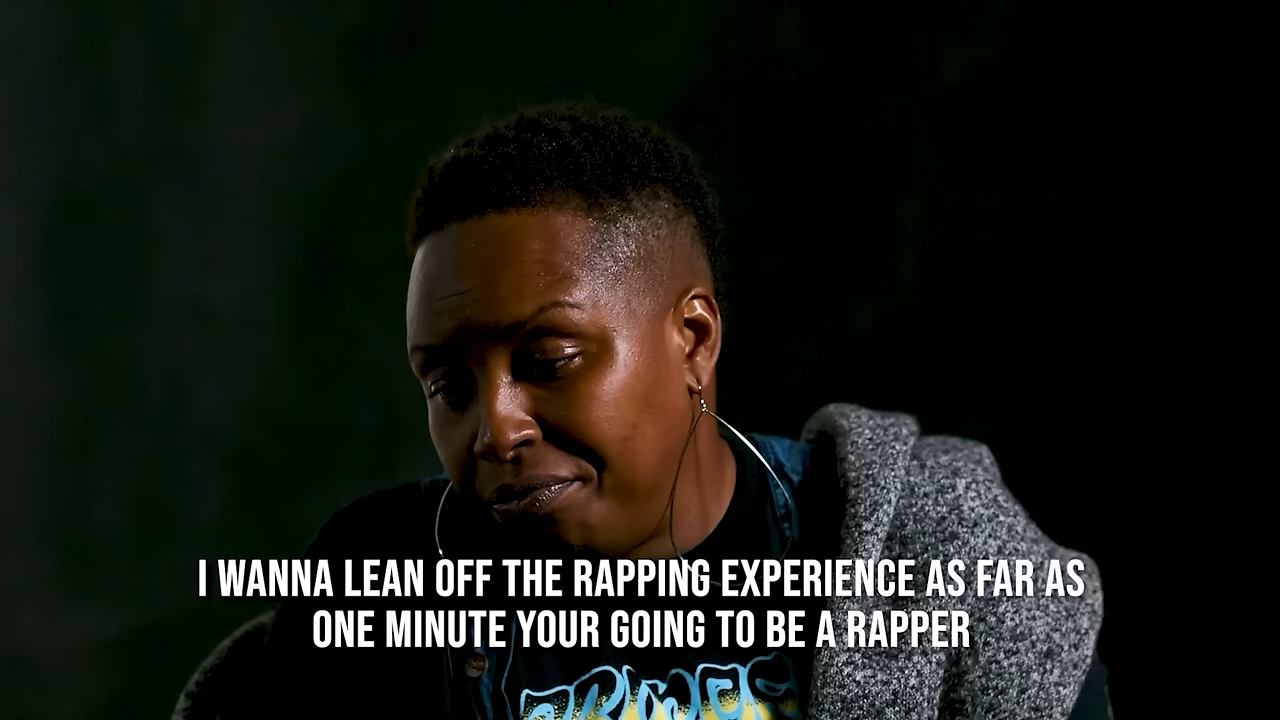 I WANNA LEAN OFF THE RAPPING EXPERIENCE AS FAR AS
ONE MINUTE YOUR GOING TO BE A RAPPER